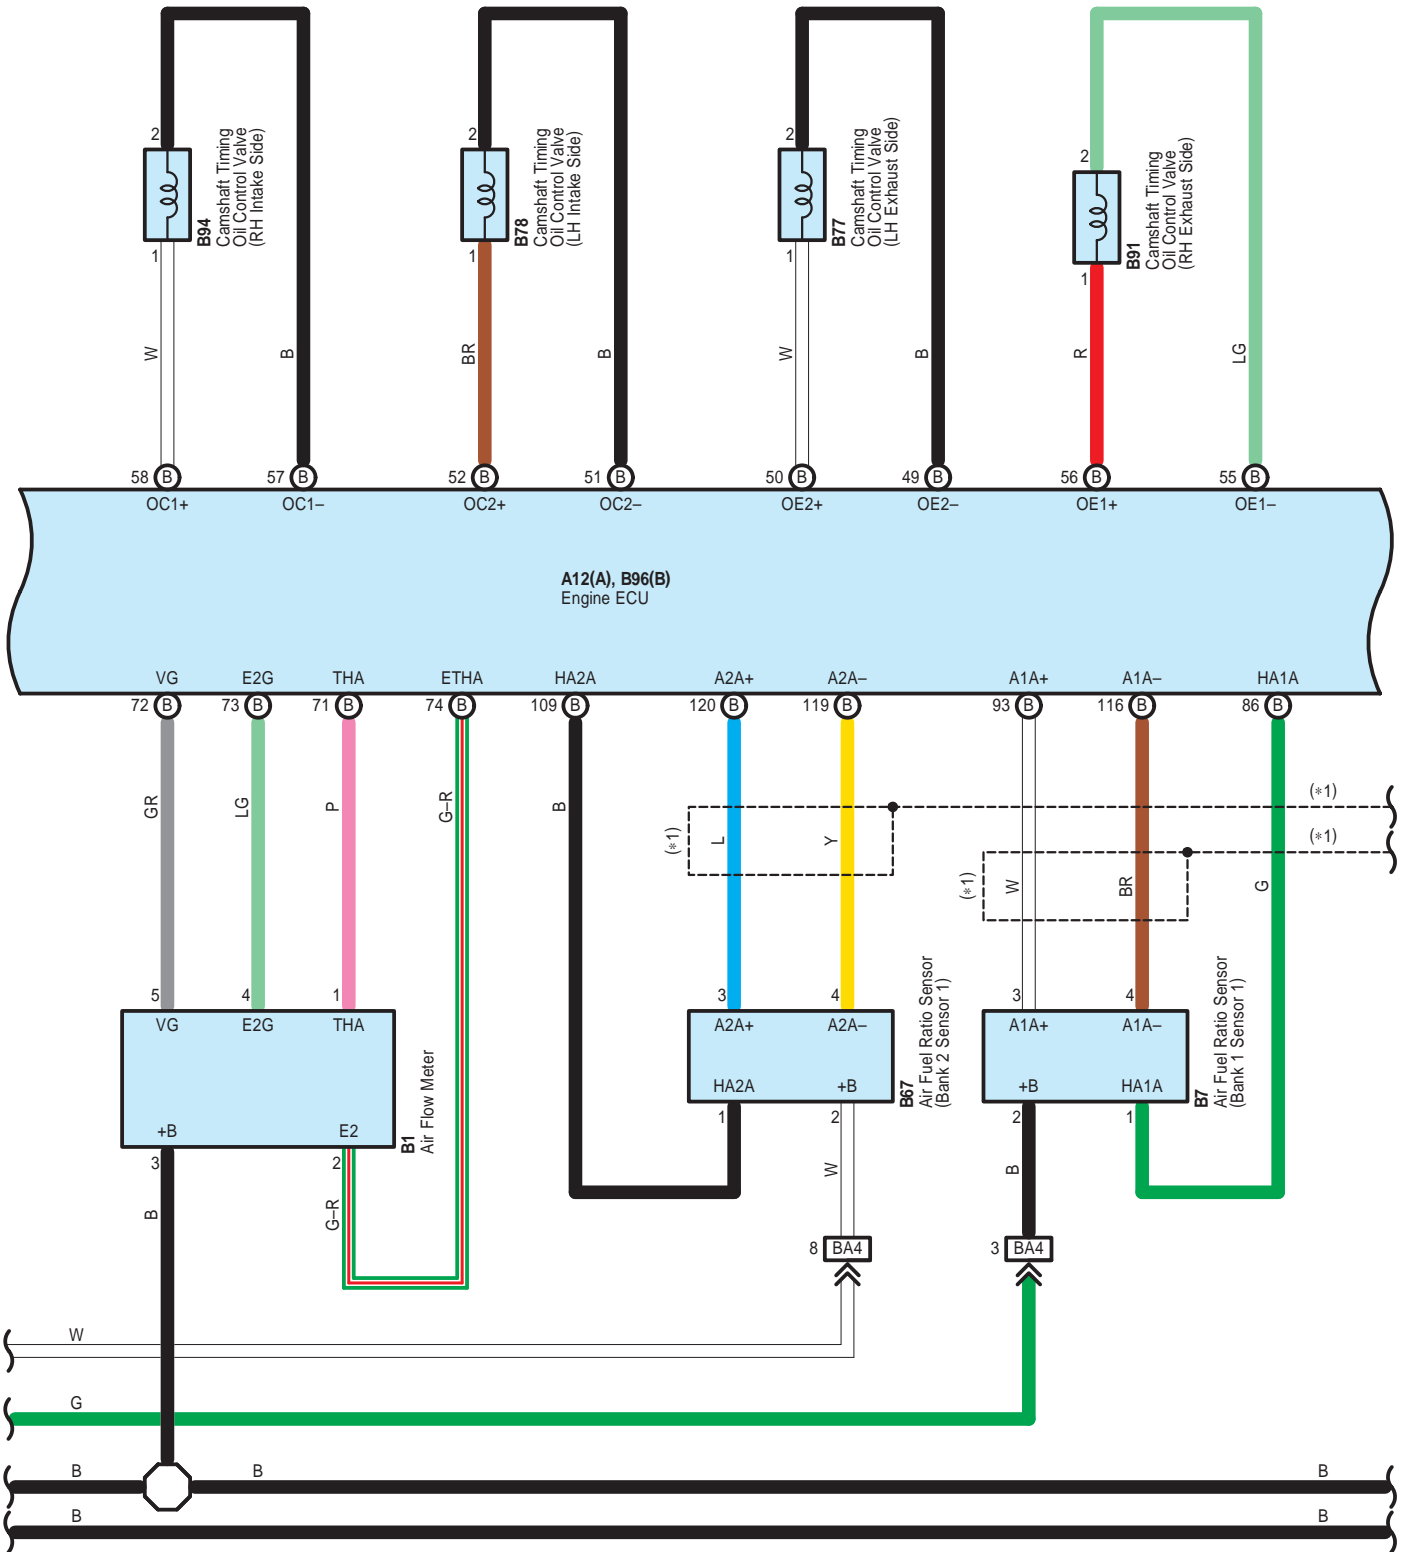 2
2
2
2
B94
Camshaft Timing
Oil Control Valve
(RH Intake Side)
B78
Camshaft Timing
Oil Control Valve
(LH Intake Side)
B77
Camshaft Timing
Oil Control Valve
(LH Exhaust Side)
B91
Camshaft Timing
Oil Control Valve
(RH Exhaust Side)
1
1
1
1
W
B
BR
B
W
B
R
LG
58 B
57 B
52 B
51 B
50 B
49 B
56 B
55 B
OC1+
OC1–
OC2+
OC2–
OE2+
OE2–
OE1+
OE1–
A12(A), B96(B)
Engine ECU
VG
E2G
THA
ETHA
HA2A
A2A+
A2A–
A1A+
A1A–
HA1A
72 B
73 B
71 B
74 B
109 B
120 B
119 B
93 B
116 B
86 B
GR
LG
P
G–R
B
(*1)
L
Y
(*1)
(*1)
(*1)
W
BR
G
5
4
1
3
4
3
4
VG
E2G
THA
A2A+
A2A–
A1A+
A1A–
HA2A
+B
+B
HA1A
+B
E2
B1
Air Flow Meter
B67
Air Fuel Ratio Sensor
(Bank 2 Sensor 1)
B7
Air Fuel Ratio Sensor
(Bank 1 Sensor 1)
1
2
2
1
3
2
W
B
B
G–R
8 BA4
3 BA4
W
G
B
B
B
B
B